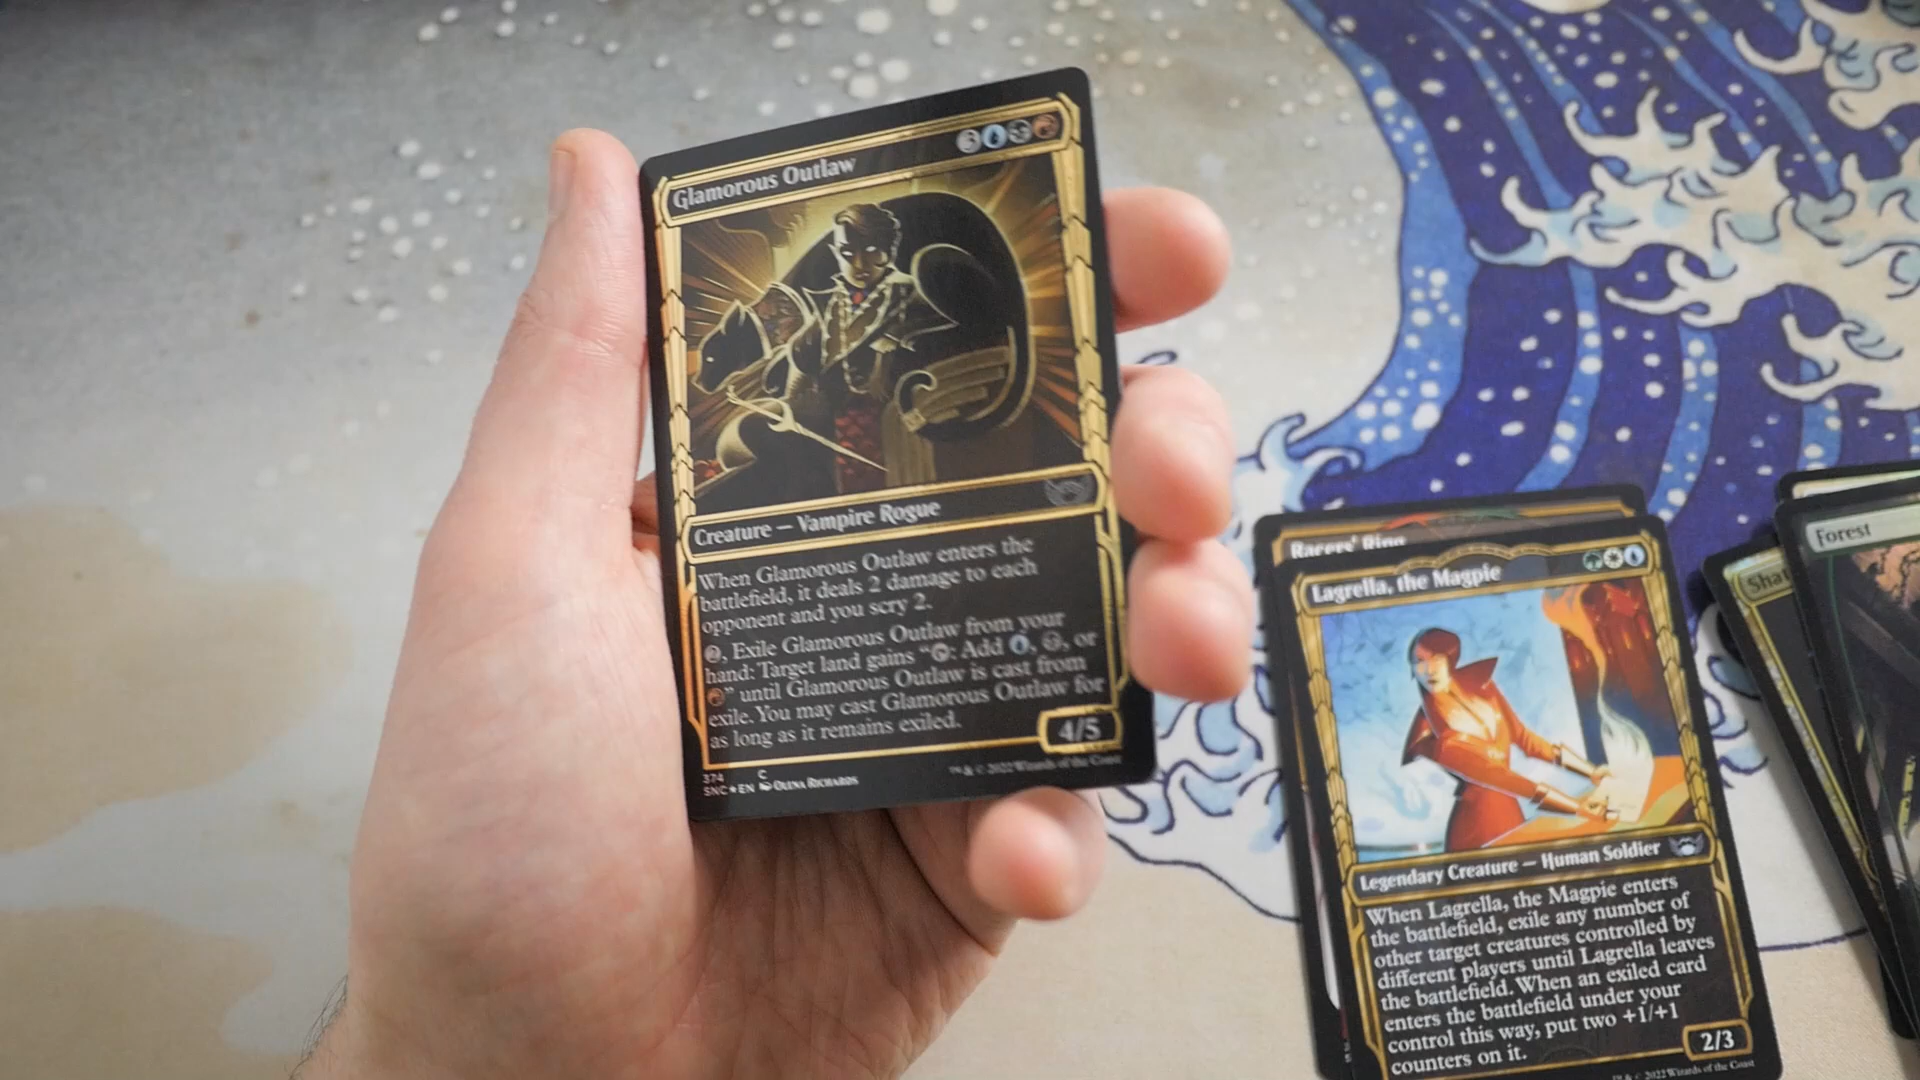 Glamorous Outlaw
3
Creature — Vampire Rogue
When Glamorous Outlaw enters the
battlefield, it deals 2 damage to each
opponent and you scry 2.
2, Exile Glamorous Outlaw from your
hand: Target land gains “: Add , , or
” until Glamorous Outlaw is cast from
exile. You may cast Glamorous Outlaw for
as long as it remains exiled.
4/5
374 C
SNC★EN Olena Richards
™ & © 2022 Wizards of the Coast
Racers' Ring
Lagrella, the Magpie
Legendary Creature — Human Soldier
When Lagrella, the Magpie enters
the battlefield, exile any number of
other target creatures controlled by
different players until Lagrella leaves
the battlefield. When an exiled card
enters the battlefield under your
control this way, put two +1/+1
counters on it.
2/3
™ & © 2022 Wizards of the Coast
Shat
Forest